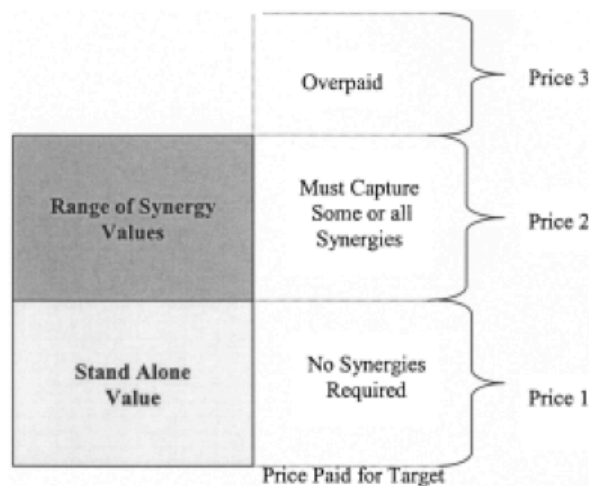 Overpaid
Price 3
Range of Synergy
Values
Must Capture
Some or all
Synergies
Price 2
Stand Alone
Value
No Synergies
Required
Price 1
Price Paid for Target